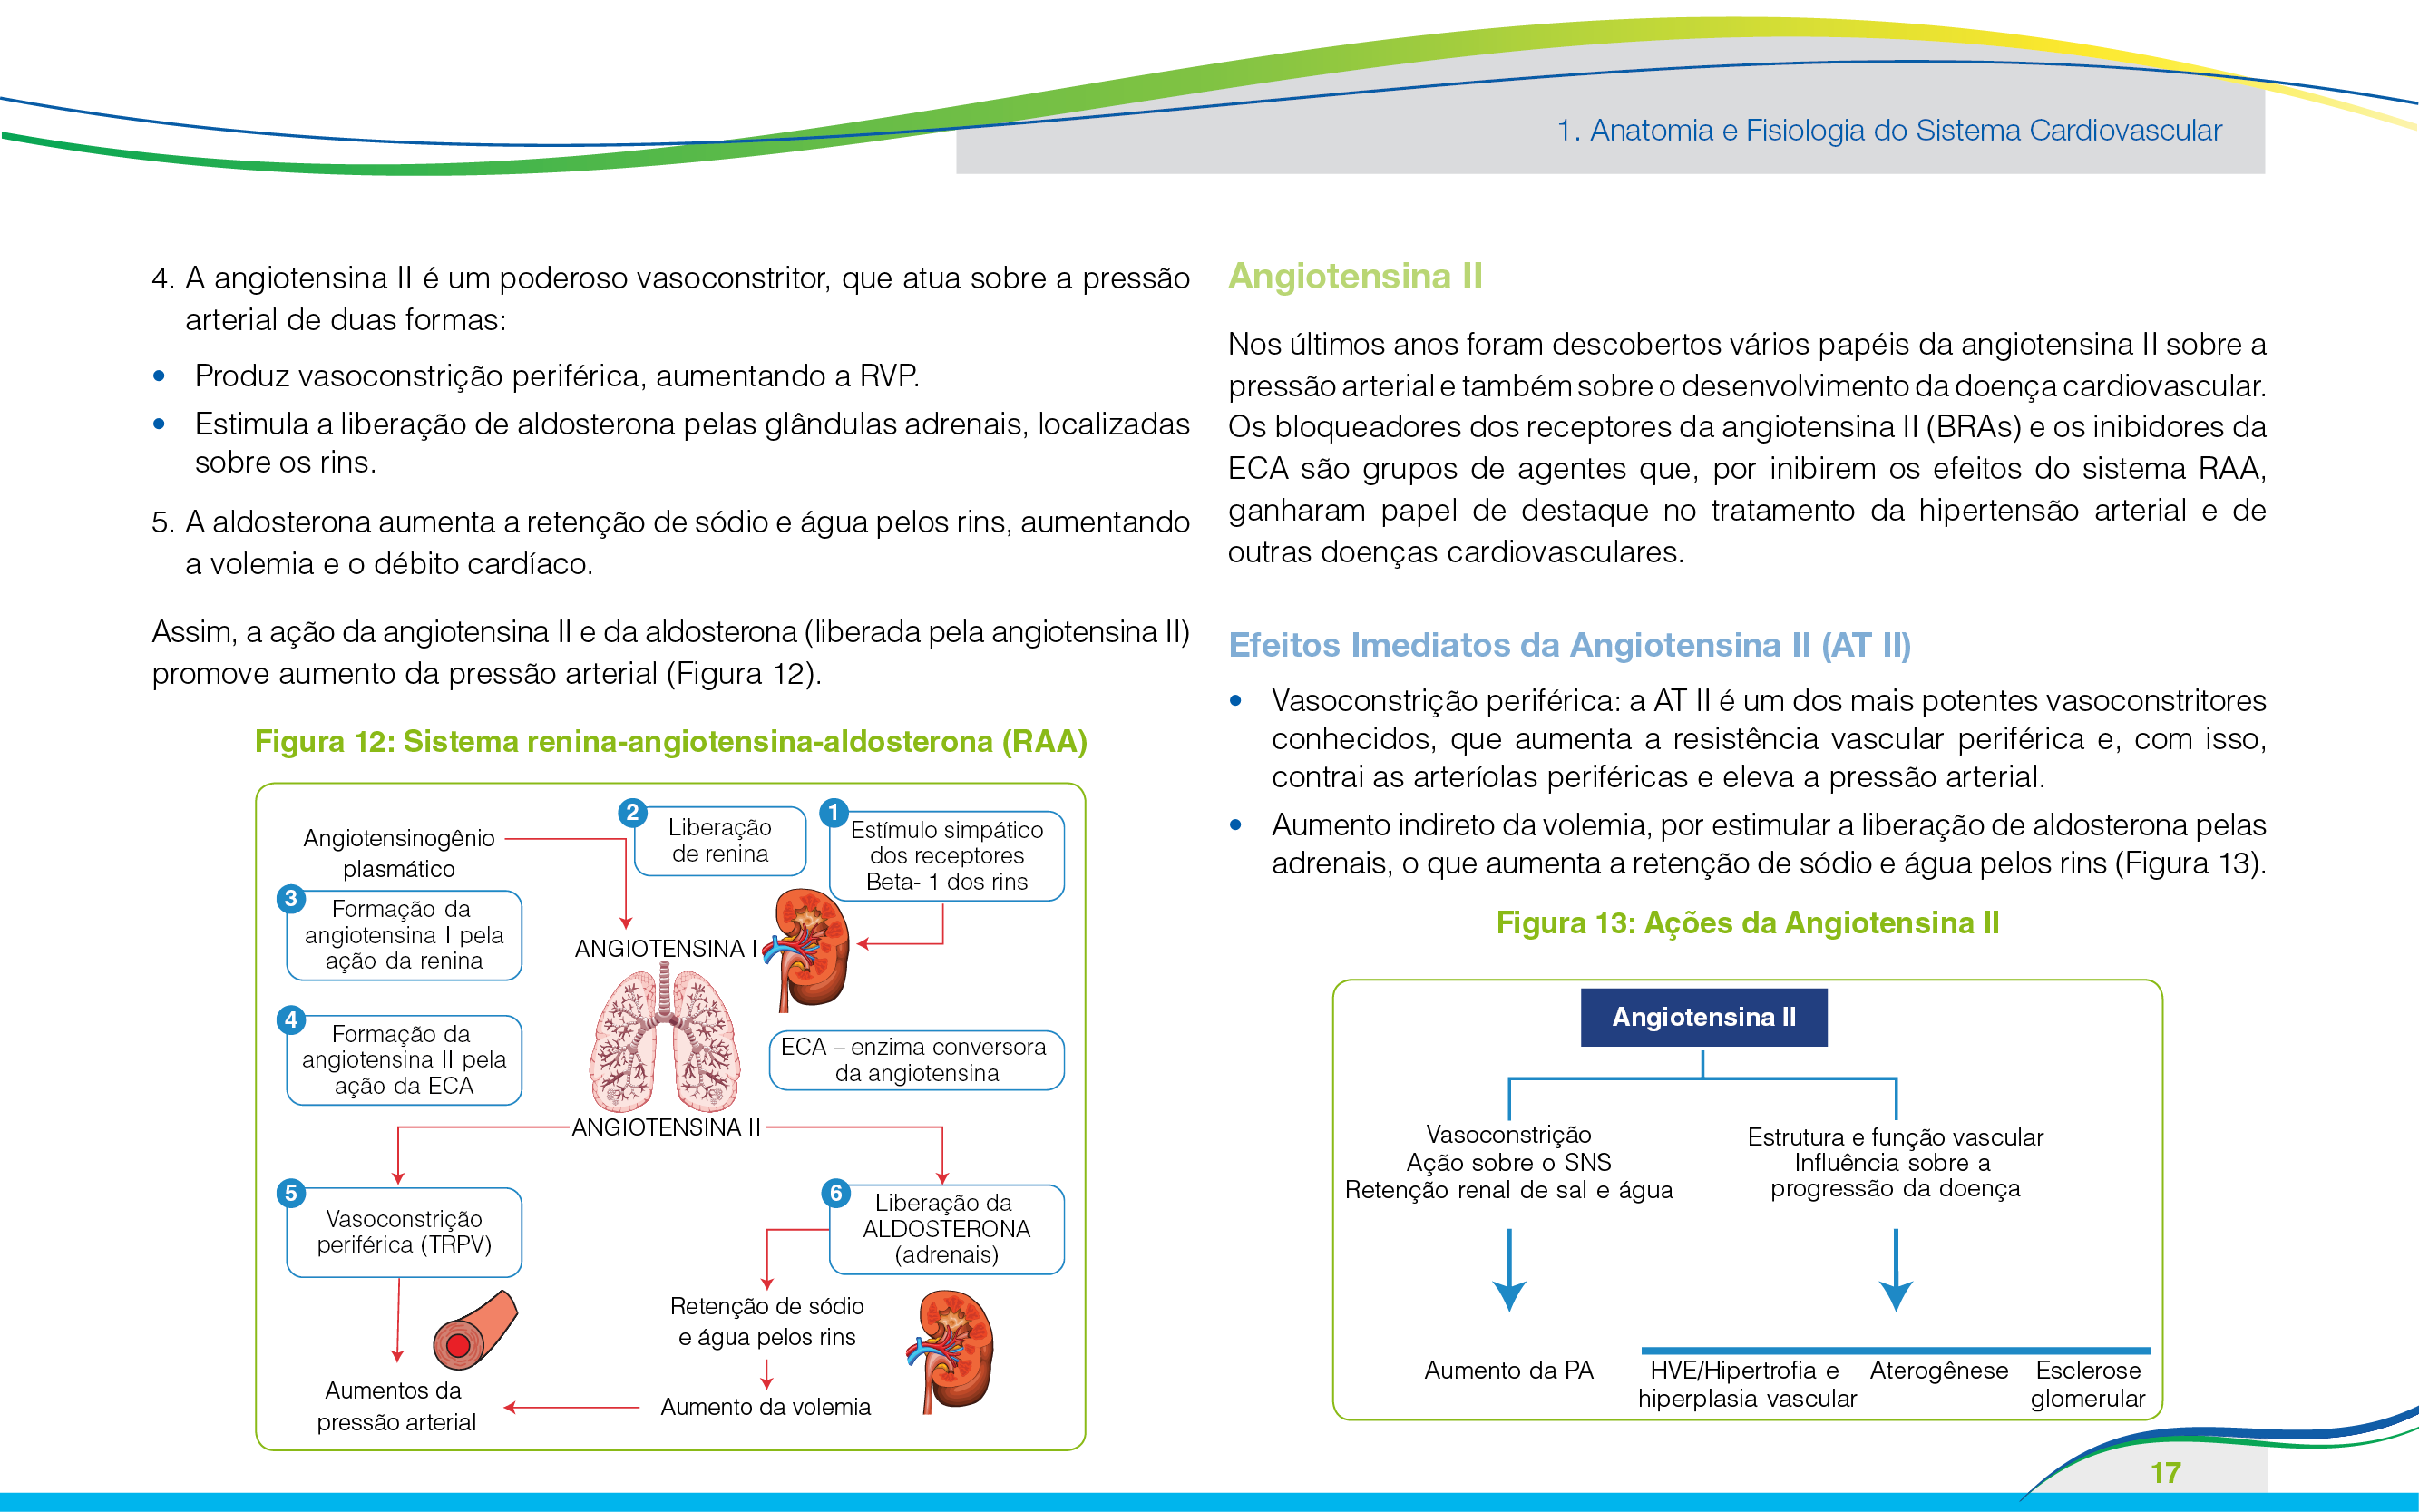 1. Anatomia e Fisiologia do Sistema Cardiovascular
4. A angiotensina II é um poderoso vasoconstritor, que atua sobre a pressão
arterial de duas formas:
• Produz vasoconstrição periférica, aumentando a RVP.
• Estimula a liberação de aldosterona pelas glândulas adrenais, localizadas
sobre os rins.
5. A aldosterona aumenta a retenção de sódio e água pelos rins, aumentando
a volemia e o débito cardíaco.
Assim, a ação da angiotensina II e da aldosterona (liberada pela angiotensina II)
promove aumento da pressão arterial (Figura 12).
Figura 12: Sistema renina-angiotensina-aldosterona (RAA)
Angiotensinogênio
plasmático
2
Liberação
de renina
1
Estímulo simpático
dos receptores
Beta- 1 dos rins
3
Formação da
angiotensina I pela
ação da renina
ANGIOTENSINA I
4
Formação da
angiotensina II pela
ação da ECA
ECA – enzima conversora
da angiotensina
ANGIOTENSINA II
5
Vasoconstrição
periférica (TRPV)
6
Liberação da
ALDOSTERONA
(adrenais)
Retenção de sódio
e água pelos rins
Aumentos da
pressão arterial
Aumento da volemia
Angiotensina II
Nos últimos anos foram descobertos vários papéis da angiotensina II sobre a
pressão arterial e também sobre o desenvolvimento da doença cardiovascular.
Os bloqueadores dos receptores da angiotensina II (BRAs) e os inibidores da
ECA são grupos de agentes que, por inibirem os efeitos do sistema RAA,
ganharam papel de destaque no tratamento da hipertensão arterial e de
outras doenças cardiovasculares.
Efeitos Imediatos da Angiotensina II (AT II)
• Vasoconstrição periférica: a AT II é um dos mais potentes vasoconstritores
conhecidos, que aumenta a resistência vascular periférica e, com isso,
contrai as arteríolas periféricas e eleva a pressão arterial.
• Aumento indireto da volemia, por estimular a liberação de aldosterona pelas
adrenais, o que aumenta a retenção de sódio e água pelos rins (Figura 13).
Figura 13: Ações da Angiotensina II
Angiotensina II
Vasoconstrição
Ação sobre o SNS
Retenção renal de sal e água
Estrutura e função vascular
Influência sobre a
progressão da doença
Aumento da PA
HVE/Hipertrofia e
hiperplasia vascular
Aterogênese
Esclerose
glomerular
17